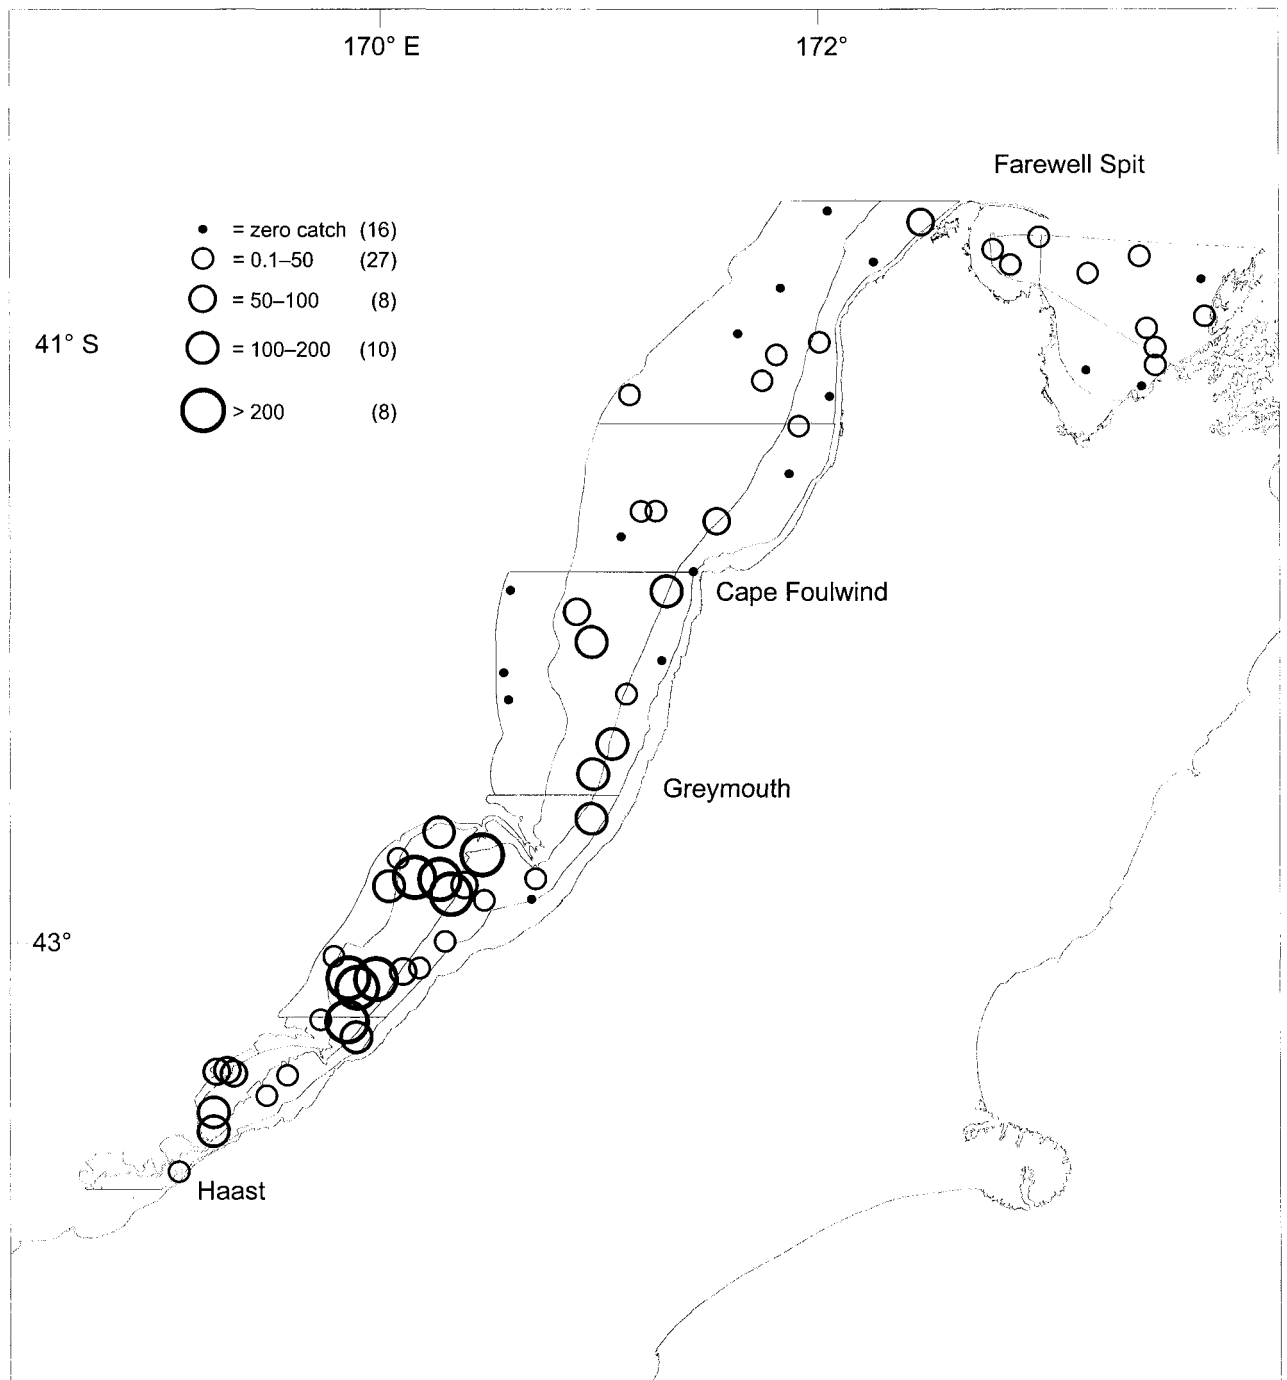 170° E
172°
Farewell Spit
= zero catch (16)
= 0.1–50 (27)
= 50–100 (8)
41° S
= 100–200 (10)
> 200 (8)
Cape Foulwind
Greymouth
43°
Haast